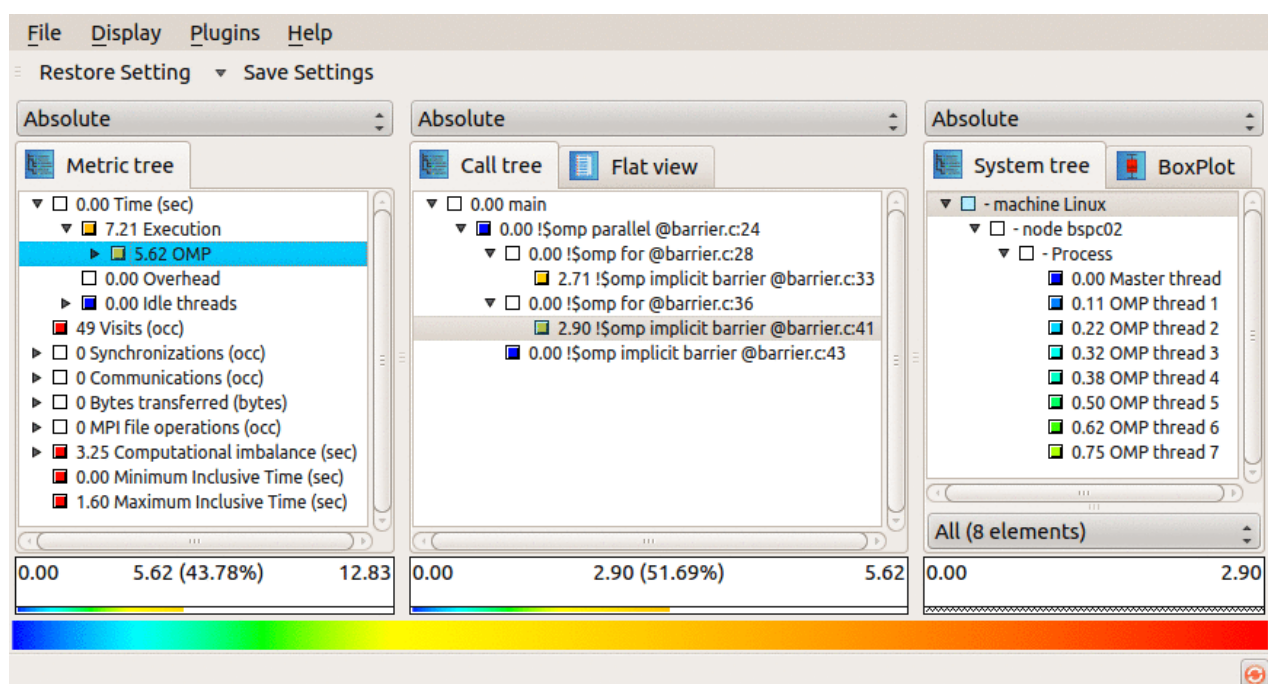 File Display Plugins Help
Restore Setting Save Settings
Absolute
Metric tree
0.00 Time (sec)
7.21 Execution
5.62 OMP
0.00 Overhead
0.00 Idle threads
49 Visits (occ)
0 Synchronizations (occ)
0 Communications (occ)
0 Bytes transferred (bytes)
0 MPI file operations (occ)
3.25 Computational imbalance (sec)
0.00 Minimum Inclusive Time (sec)
1.60 Maximum Inclusive Time (sec)
0.00 5.62 (43.78%) 12.83
Absolute
Call tree Flat view
0.00 main
0.00 !$omp parallel @barrier.c:24
0.00 !$omp for @barrier.c:28
2.71 !$omp implicit barrier @barrier.c:33
0.00 !$omp for @barrier.c:36
2.90 !$omp implicit barrier @barrier.c:41
0.00 !$omp implicit barrier @barrier.c:43
0.00 2.90 (51.69%) 5.62
Absolute
System tree BoxPlot
- machine Linux
- node bspc02
- Process
0.00 Master thread
0.11 OMP thread 1
0.22 OMP thread 2
0.32 OMP thread 3
0.38 OMP thread 4
0.50 OMP thread 5
0.62 OMP thread 6
0.75 OMP thread 7
All (8 elements)
0.00 2.90